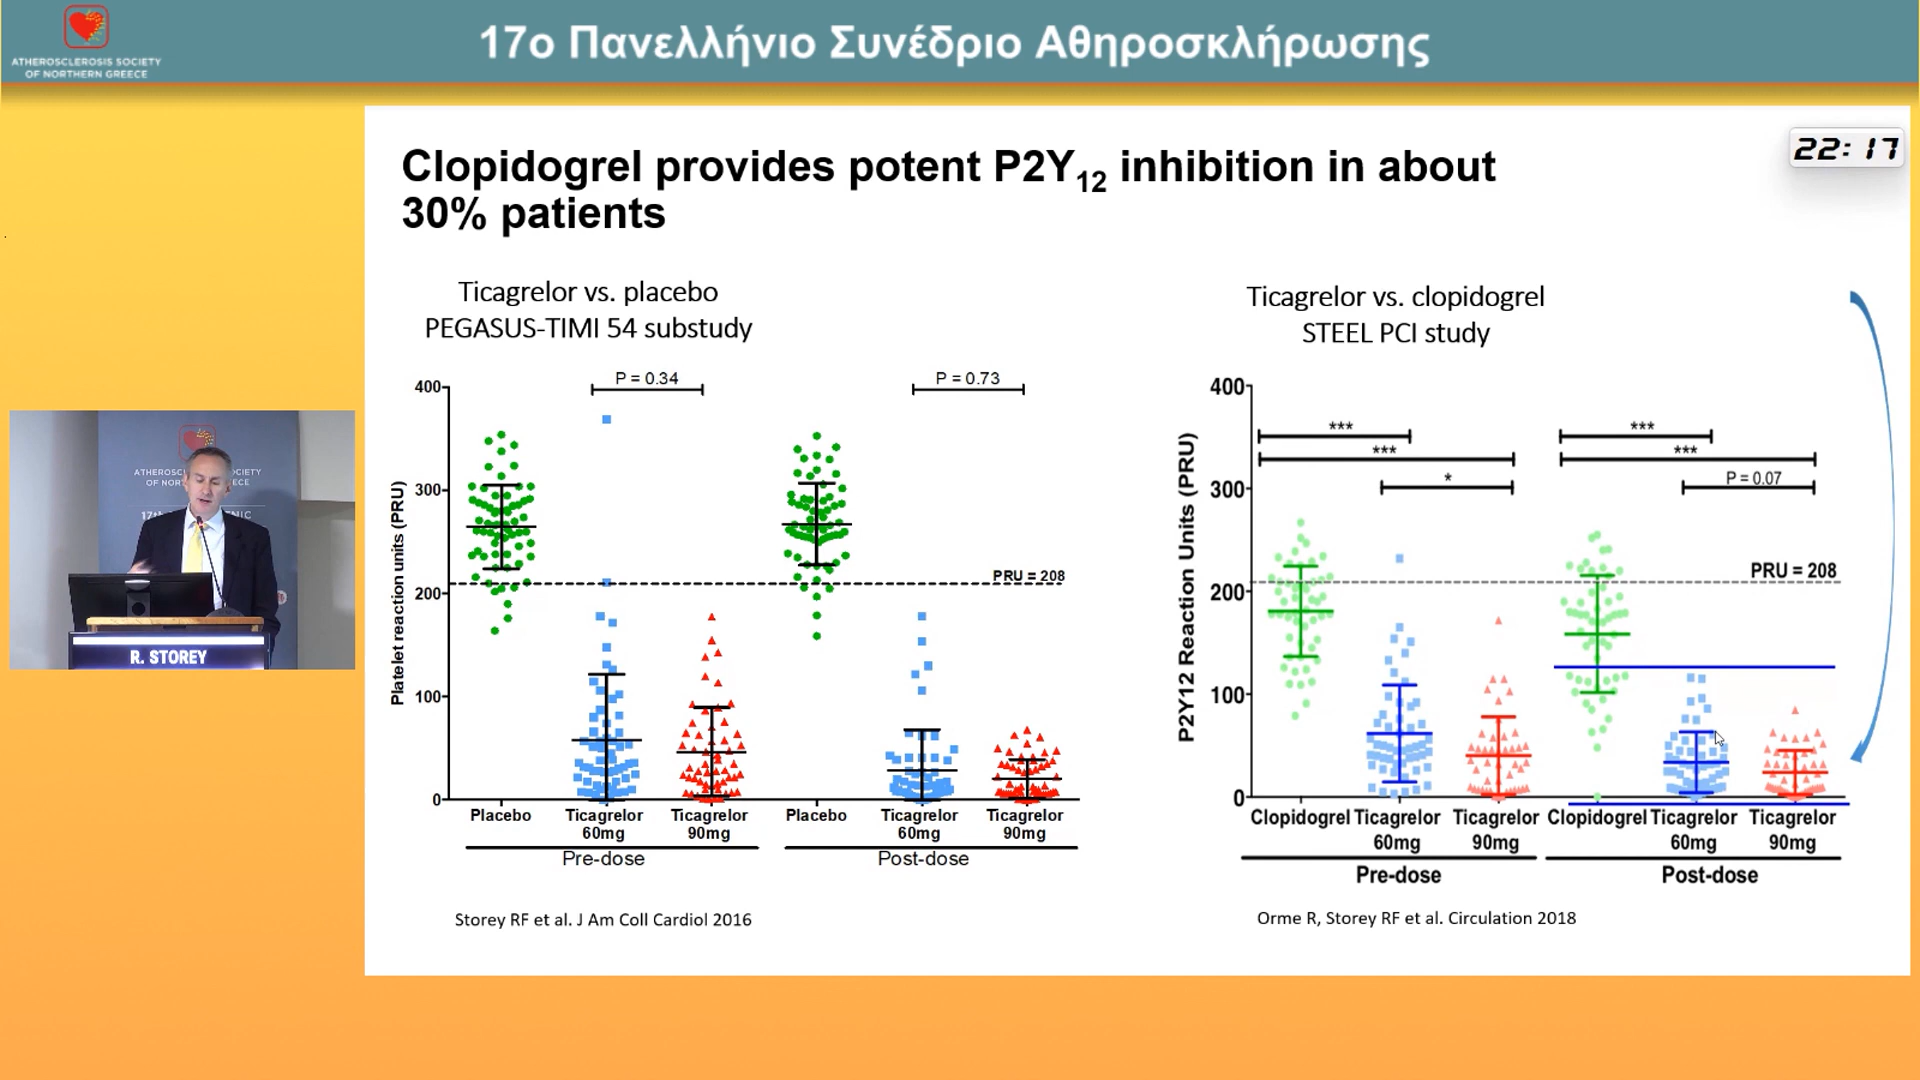 ATHEROSCLEROSIS SOCIETY
OF NORTHERN GREECE
17ο Πανελλήνιο Συνέδριο Αθηροσκλήρωσης
22:17
Clopidogrel provides potent P2Y12 inhibition in about
30% patients
Ticagrelor vs. placebo
PEGASUS-TIMI 54 substudy
P = 0.34
P = 0.73
Platelet reaction units (PRU)
400
300
200
100
0
PRU = 208
Placebo
Ticagrelor
60mg
Ticagrelor
90mg
Placebo
Ticagrelor
60mg
Ticagrelor
90mg
Pre-dose
Post-dose
Storey RF et al. J Am Coll Cardiol 2016
Ticagrelor vs. clopidogrel
STEEL PCI study
P2Y12 Reaction Units (PRU)
400
300
200
100
0
***
***
*
***
***
P = 0.07
PRU = 208
Clopidogrel
Ticagrelor
60mg
Ticagrelor
90mg
Clopidogrel
Ticagrelor
60mg
Ticagrelor
90mg
Pre-dose
Post-dose
Orme R, Storey RF et al. Circulation 2018
R. STOREY